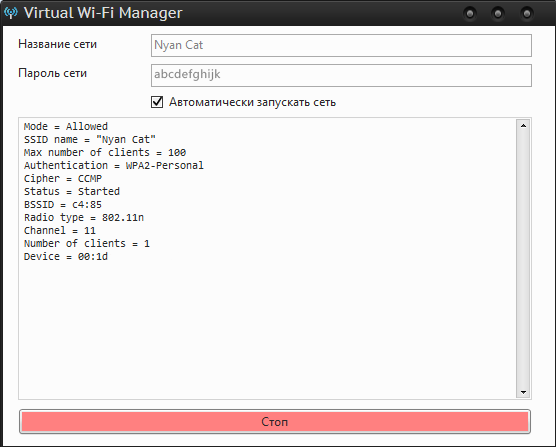 Virtual Wi-Fi Manager
Название сети Nyan Cat
Пароль сети abcdefghijk
Автоматически запускать сеть
Mode = Allowed
SSID name = "Nyan Cat"
Max number of clients = 100
Authentication = WPA2-Personal
Cipher = CCMP
Status = Started
BSSID = c4:85
Radio type = 802.11n
Channel = 11
Number of clients = 1
Device = 00:1d
Стоп